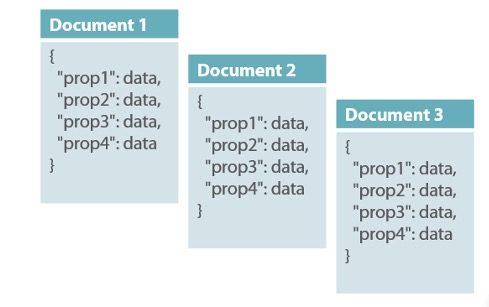 Document 1
{
"prop1": data,
"prop2": data,
"prop3": data,
"prop4": data
}
Document 2
{
"prop1": data,
"prop2": data,
"prop3": data,
"prop4": data
}
Document 3
{
"prop1": data,
"prop2": data,
"prop3": data,
"prop4": data
}